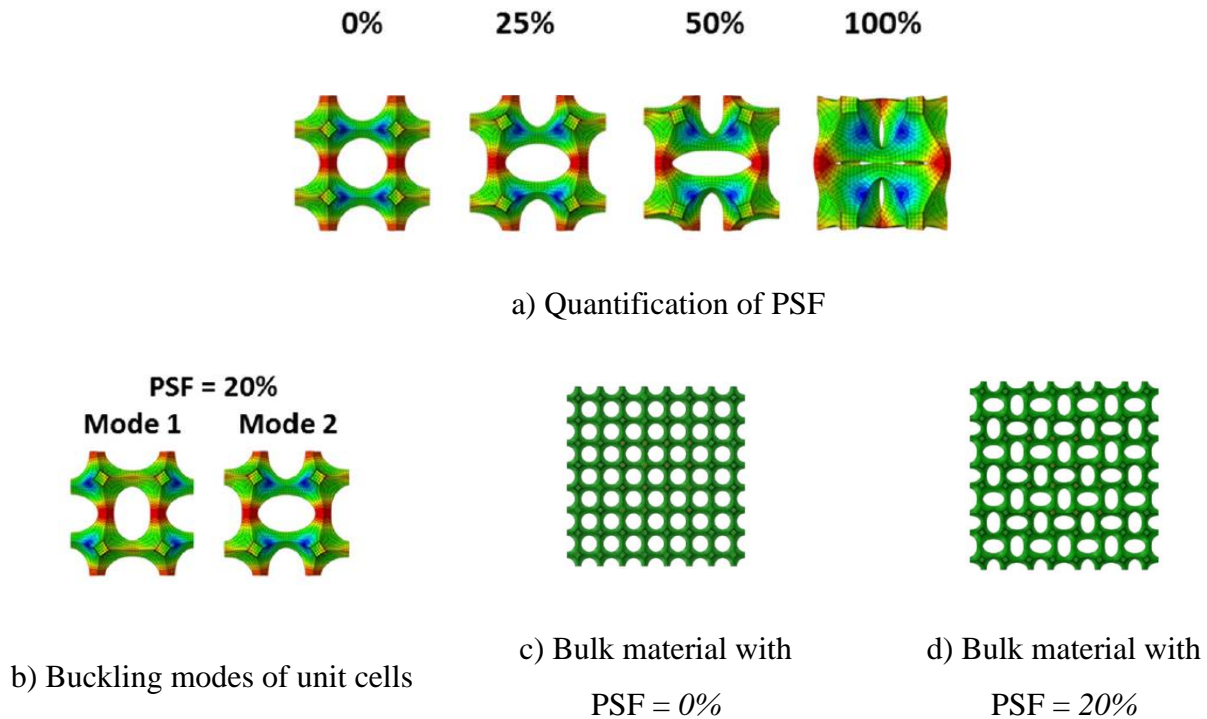 0% 25% 50% 100%
a) Quantification of PSF
PSF = 20%
Mode 1 Mode 2
b) Buckling modes of unit cells
c) Bulk material with
PSF = 0%
d) Bulk material with
PSF = 20%